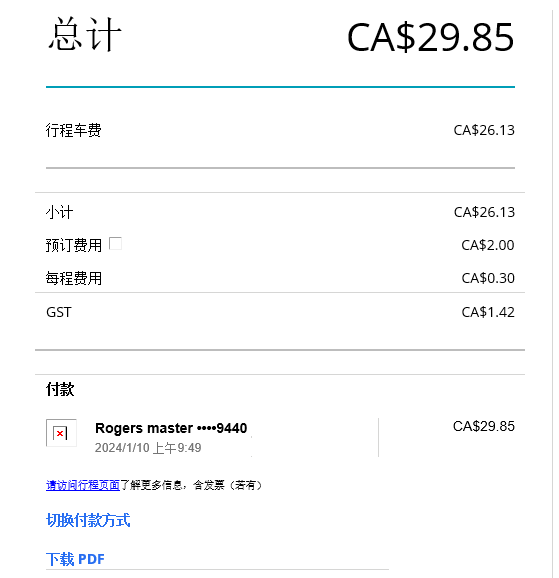 总计 CA$29.85
行程车费 CA$26.13
小计 CA$26.13
预订费用 CA$2.00
每程费用 CA$0.30
GST CA$1.42
付款
Rogers master ••••9440 CA$29.85
2024/1/10 上午9:49
请访问行程页面了解更多信息，含发票（若有）
切换付款方式
下载 PDF